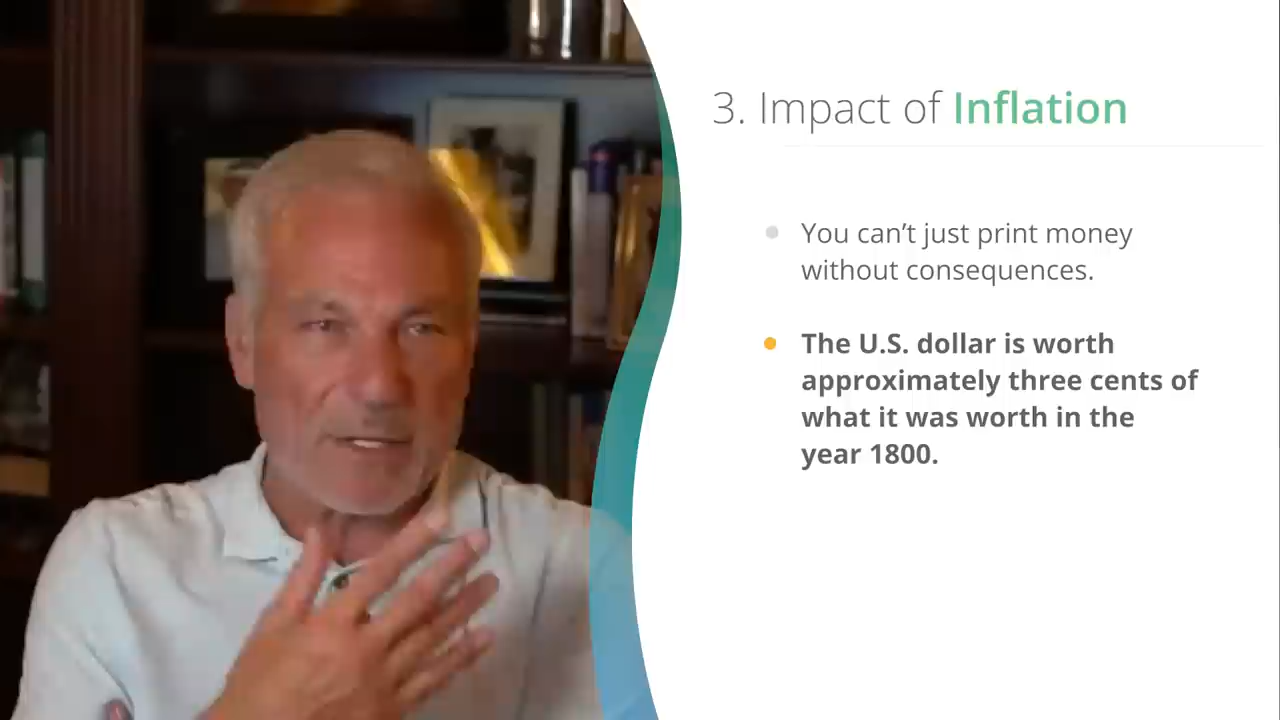 3. Impact of Inflation
You can’t just print money
without consequences.
The U.S. dollar is worth
approximately three cents of
what it was worth in the
year 1800.